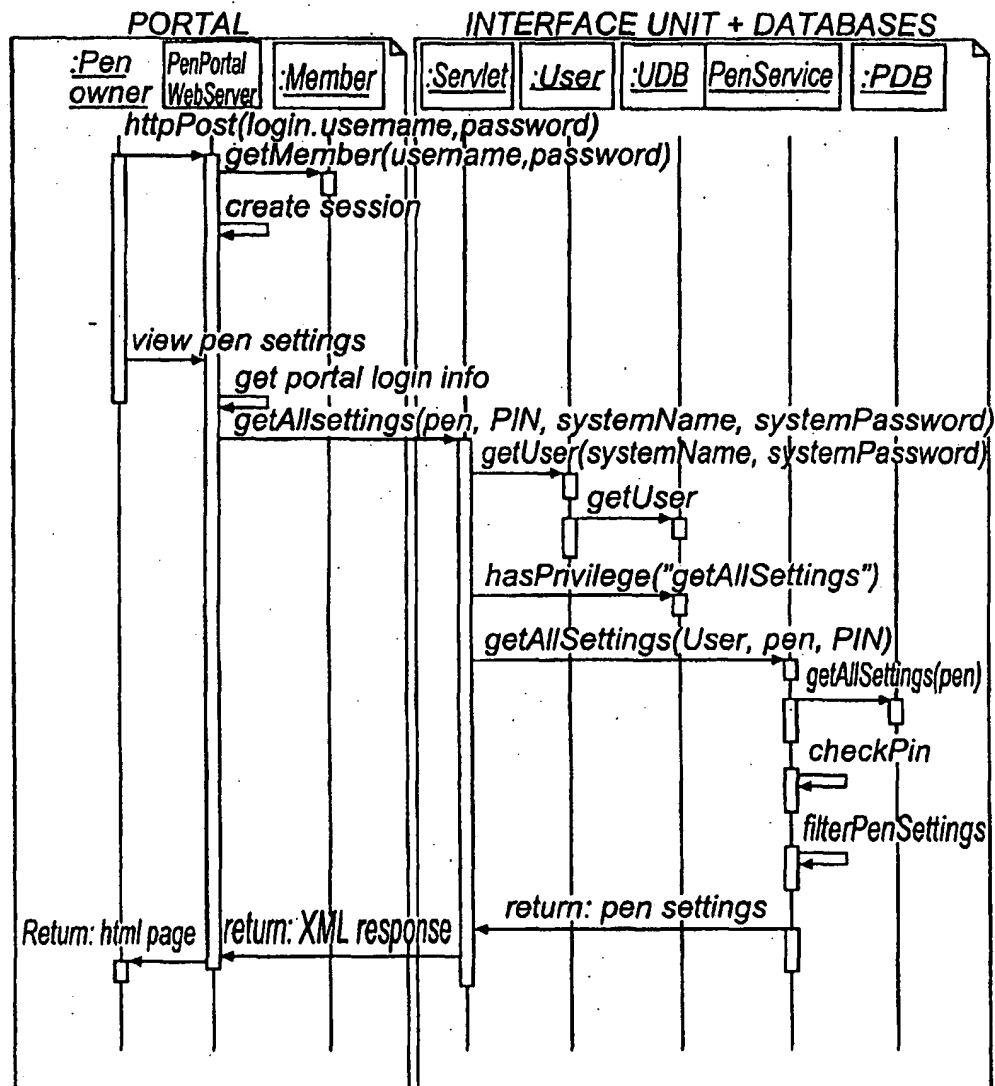 PORTAL
INTERFACE UNIT + DATABASES
:Pen
owner
PenPortal
WebServer
:Member
:Servlet
:User
:UDB
PenService
:PDB
httpPost(login.username,password)
getMember(username,password)
create session
view pen settings
get portal login info
getAllsettings(pen, PIN, systemName, systemPassword)
getUser(systemName, systemPassword)
getUser
hasPrivilege("getAllSettings")
getAllSettings(User, pen, PIN)
getAllSettings(pen)
checkPin
filterPenSettings
return: pen settings
return: XML response
Return: html page